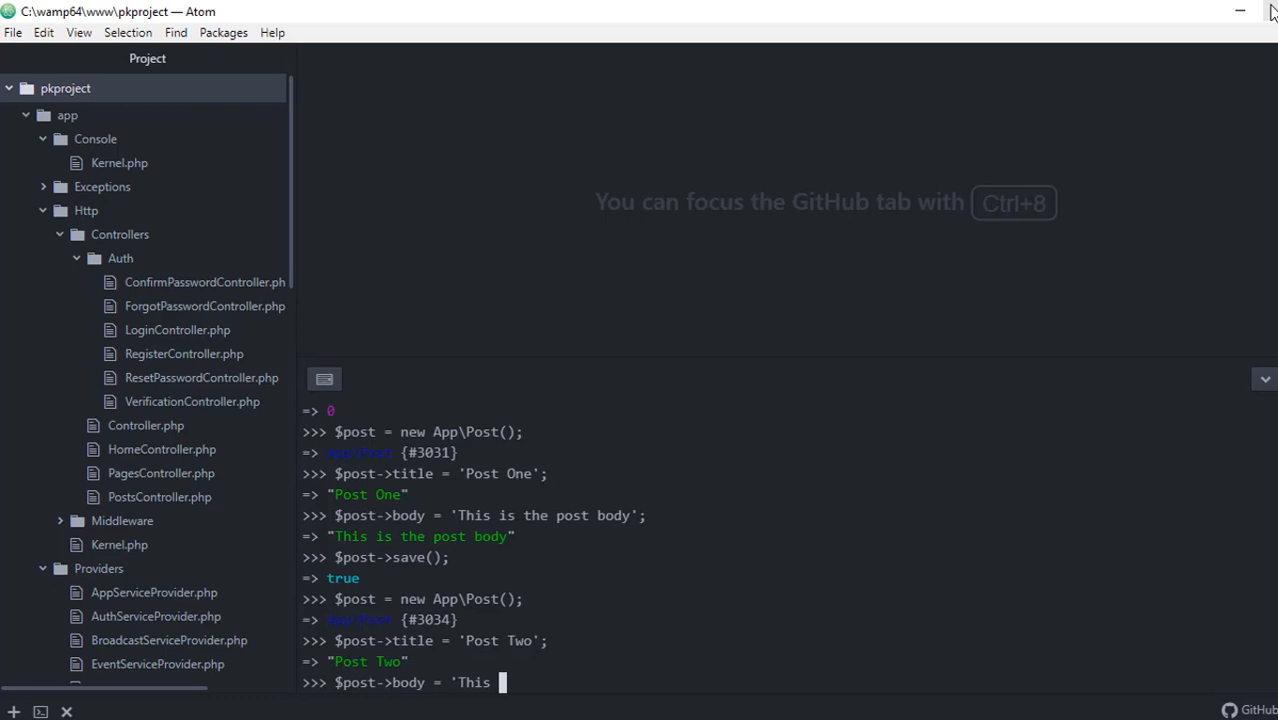 C:\wamp64\www\pkproject — Atom
File Edit View Selection Find Packages Help
Project
pkproject
app
Console
Kernel.php
Exceptions
Http
Controllers
Auth
ConfirmPasswordController.ph
ForgotPasswordController.php
LoginController.php
RegisterController.php
ResetPasswordController.php
VerificationController.php
Controller.php
HomeController.php
PagesController.php
PostsController.php
Middleware
Kernel.php
Providers
AppServiceProvider.php
AuthServiceProvider.php
BroadcastServiceProvider.php
EventServiceProvider.php
You can focus the GitHub tab with Ctrl+8
=> 0
>>> $post = new App\Post();
=> App\Post {#3031}
>>> $post->title = 'Post One';
=> "Post One"
>>> $post->body = 'This is the post body';
=> "This is the post body"
>>> $post->save();
=> true
>>> $post = new App\Post();
=> App\Post {#3034}
>>> $post->title = 'Post Two';
=> "Post Two"
>>> $post->body = 'This
GitHub